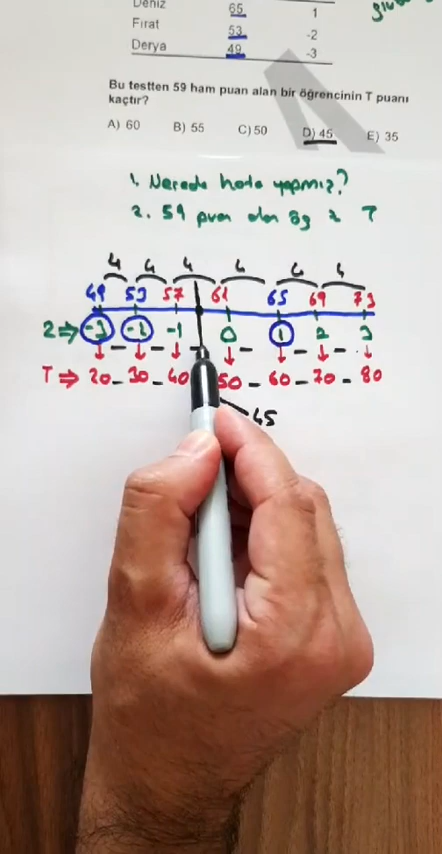 Deniz 65 1
Fırat 53 -2
Derya 49 -3
Bu testten 59 ham puan alan bir öğrencinin T puanı
kaçtır?
A) 60 B) 55 C) 50 D) 45 E) 35
1. Nerede hata yapmış?
2. 59 puan alan öğ z T
4 4 4 4 4 4
49 53 57 61 65 69 73
Z ⇒ -3 -2 -1 0 1 2 3
T ⇒ 20 - 30 - 40 50 - 60 - 70 - 80
45